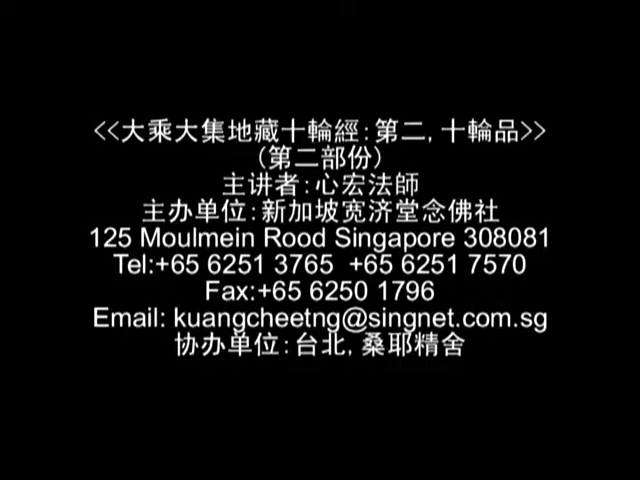 <<大乘大集地藏十輪經:第二,十輪品>>
(第二部份)
主讲者:心宏法師
主办单位:新加坡宽济堂念佛社
125 Moulmein Rood Singapore 308081
Tel:+65 6251 3765  +65 6251 7570
Fax:+65 6250 1796
Email: kuangcheetng@singnet.com.sg
协办单位:台北,桑耶精舍